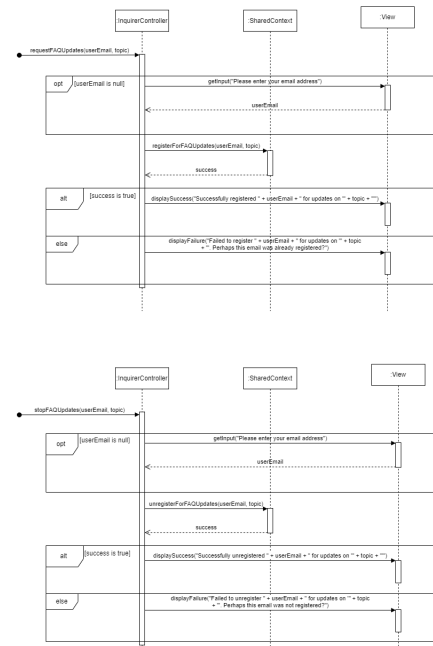 :InquirerController
:SharedContext
:View
requestFAQUpdates(userEmail, topic)
opt
[userEmail is null]
getInput("Please enter your email address")
userEmail
registerForFAQUpdates(userEmail, topic)
success
alt
[success is true]
displaySuccess("Successfully registered " + userEmail + " for updates on '" + topic + "'")
else
displayFailure("Failed to register " + userEmail + " for updates on '" + topic
+ "'. Perhaps this email was already registered?")
:InquirerController
:SharedContext
:View
stopFAQUpdates(userEmail, topic)
opt
[userEmail is null]
getInput("Please enter your email address")
userEmail
unregisterForFAQUpdates(userEmail, topic)
success
alt
[success is true]
displaySuccess("Successfully unregistered " + userEmail + " for updates on '" + topic + "'")
else
displayFailure("Failed to unregister " + userEmail + " for updates on '" + topic
+ "'. Perhaps this email was not registered?")